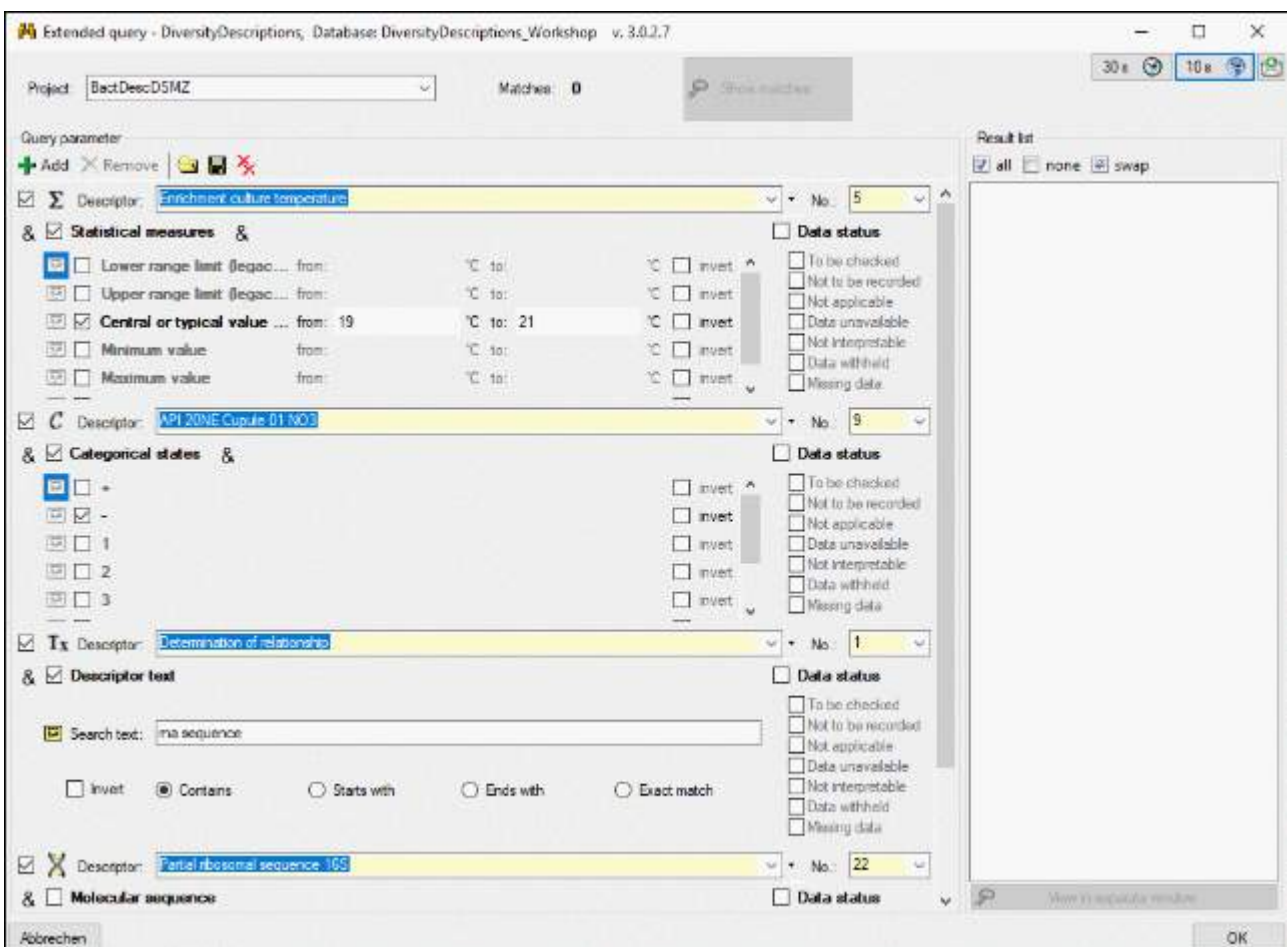 Extended query - DiversityDescriptions, Database: DiversityDescriptions_Workshop v. 3.0.2.7
30 s 10 s
Project: BactDescDSMZ Matches: 0 Show matches
Query parameter Result list
Add Remove all none swap
Σ Descriptor: Enrichment culture temperature No.: 5
& Statistical measures & Data status
Lower range limit (legac... from: °C to: °C invert To be checked
Upper range limit (legac... from: °C to: °C invert Not to be recorded
Not applicable
Central or typical value ... from: 19 °C to: 21 °C invert Data unavailable
Minimum value from: °C to: °C invert Not interpretable
Data withheld
Maximum value from: °C to: °C invert Missing data
C Descriptor: API 20NE Cupule 01 NO3 No.: 9
& Categorical states & Data status
+ invert To be checked
Not to be recorded
- invert Not applicable
1 invert Data unavailable
2 invert Not interpretable
Data withheld
3 invert Missing data
Tx Descriptor: Determination of relationship No.: 1
& Descriptor text Data status
To be checked
Search text: rna sequence Not to be recorded
Not applicable
Data unavailable
Invert Contains Starts with Ends with Exact match Not interpretable
Data withheld
Missing data
Descriptor: Partial ribosomal sequence 16S No.: 22
& Molecular sequence Data status View in separate window
Abbrechen OK